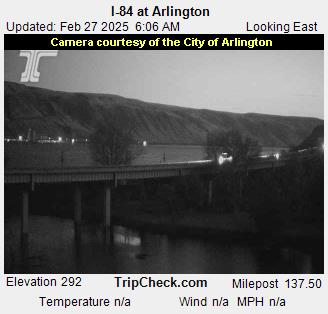 I-84 at Arlington
Updated: Feb 27 2025 6:06 AM Looking East
Camera courtesy of the City of Arlington
Elevation 292 TripCheck.com Milepost 137.50
Temperature n/a Wind n/a MPH n/a